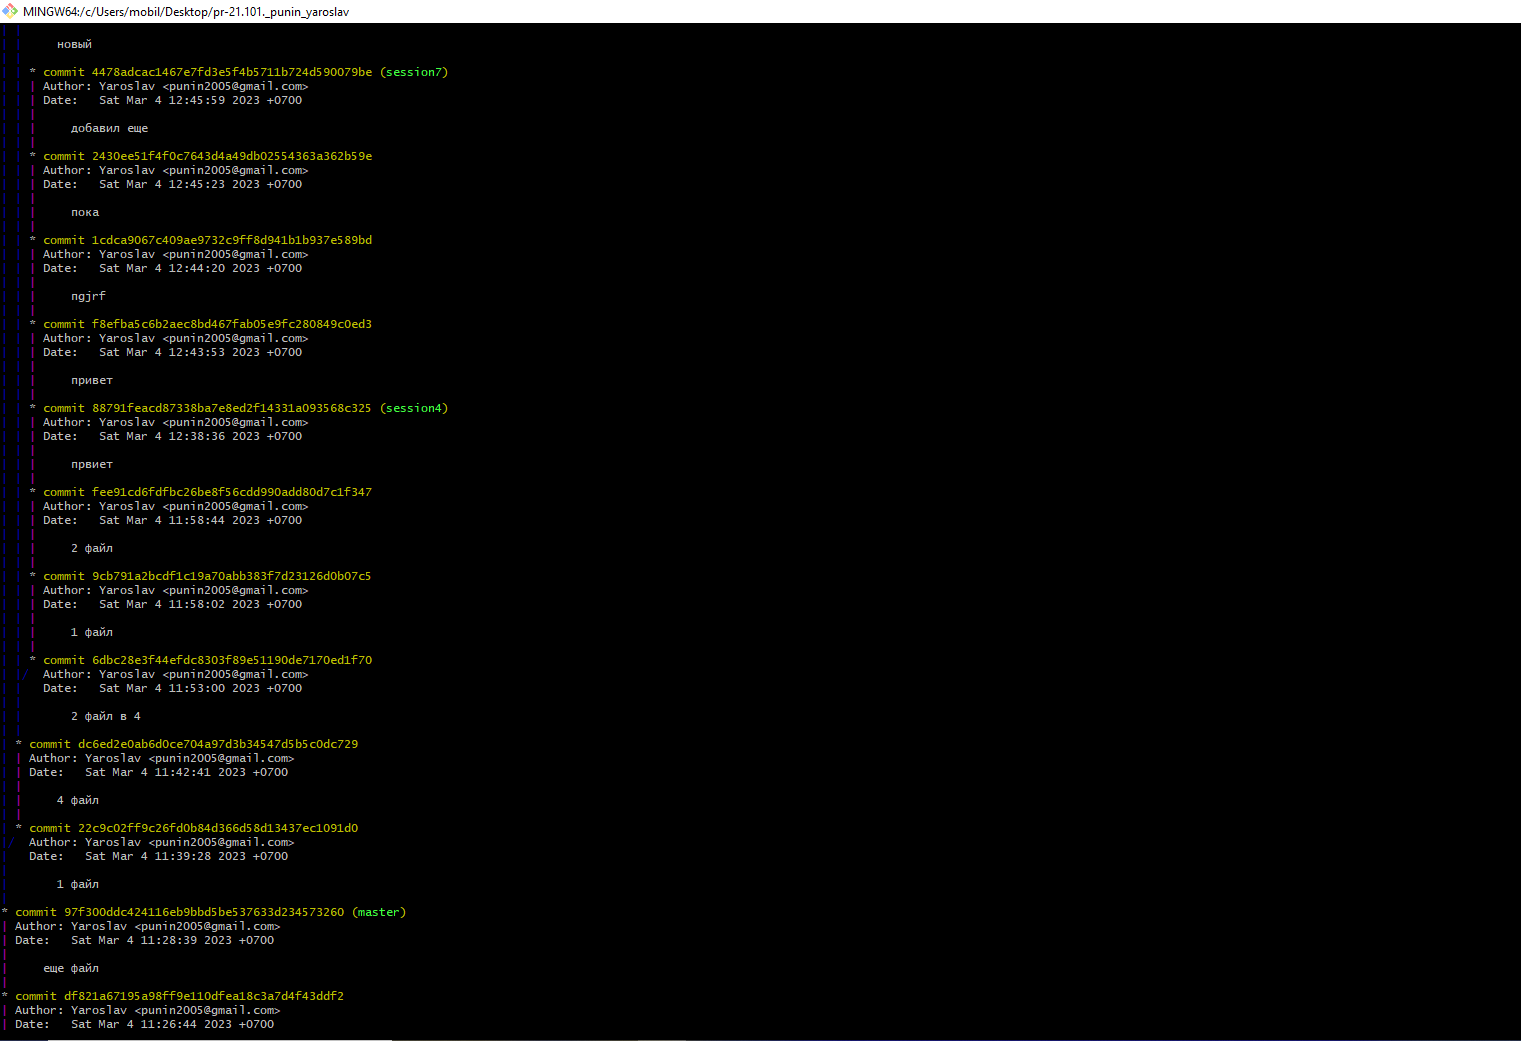 MINGW64:/c/Users/mobil/Desktop/pr-21.101._punin_yaroslav
новый
* commit 4478adcac1467e7fd3e5f4b5711b724d590079be (session7)
| Author: Yaroslav <punin2005@gmail.com>
| Date:   Sat Mar 4 12:45:59 2023 +0700
добавил еще
* commit 2430ee51f4f0c7643d4a49db02554363a362b59e
| Author: Yaroslav <punin2005@gmail.com>
| Date:   Sat Mar 4 12:45:23 2023 +0700
пока
* commit 1cdca9067c409ae9732c9ff8d941b1b937e589bd
| Author: Yaroslav <punin2005@gmail.com>
| Date:   Sat Mar 4 12:44:20 2023 +0700
пgjrf
* commit f8efba5c6b2aec8bd467fab05e9fc280849c0ed3
| Author: Yaroslav <punin2005@gmail.com>
| Date:   Sat Mar 4 12:43:53 2023 +0700
привет
* commit 88791feacd87338ba7e8ed2f14331a093568c325 (session4)
| Author: Yaroslav <punin2005@gmail.com>
| Date:   Sat Mar 4 12:38:36 2023 +0700
првиет
* commit fee91cd6fdfbc26be8f56cdd990add80d7c1f347
| Author: Yaroslav <punin2005@gmail.com>
| Date:   Sat Mar 4 11:58:44 2023 +0700
2 файл
* commit 9cb791a2bcdf1c19a70abb383f7d23126d0b07c5
| Author: Yaroslav <punin2005@gmail.com>
| Date:   Sat Mar 4 11:58:02 2023 +0700
1 файл
* commit 6dbc28e3f44efdc8303f89e51190de7170ed1f70
|/ Author: Yaroslav <punin2005@gmail.com>
| Date:   Sat Mar 4 11:53:00 2023 +0700
2 файл в 4
* commit dc6ed2e0ab6d0ce704a97d3b34547d5b5c0dc729
| Author: Yaroslav <punin2005@gmail.com>
| Date:   Sat Mar 4 11:42:41 2023 +0700
4 файл
* commit 22c9c02ff9c26fd0b84d366d58d13437ec1091d0
|/ Author: Yaroslav <punin2005@gmail.com>
| Date:   Sat Mar 4 11:39:28 2023 +0700
1 файл
* commit 97f300ddc424116eb9bbd5be537633d234573260 (master)
| Author: Yaroslav <punin2005@gmail.com>
| Date:   Sat Mar 4 11:28:39 2023 +0700
еще файл
* commit df821a67195a98ff9e110dfea18c3a7d4f43ddf2
| Author: Yaroslav <punin2005@gmail.com>
| Date:   Sat Mar 4 11:26:44 2023 +0700